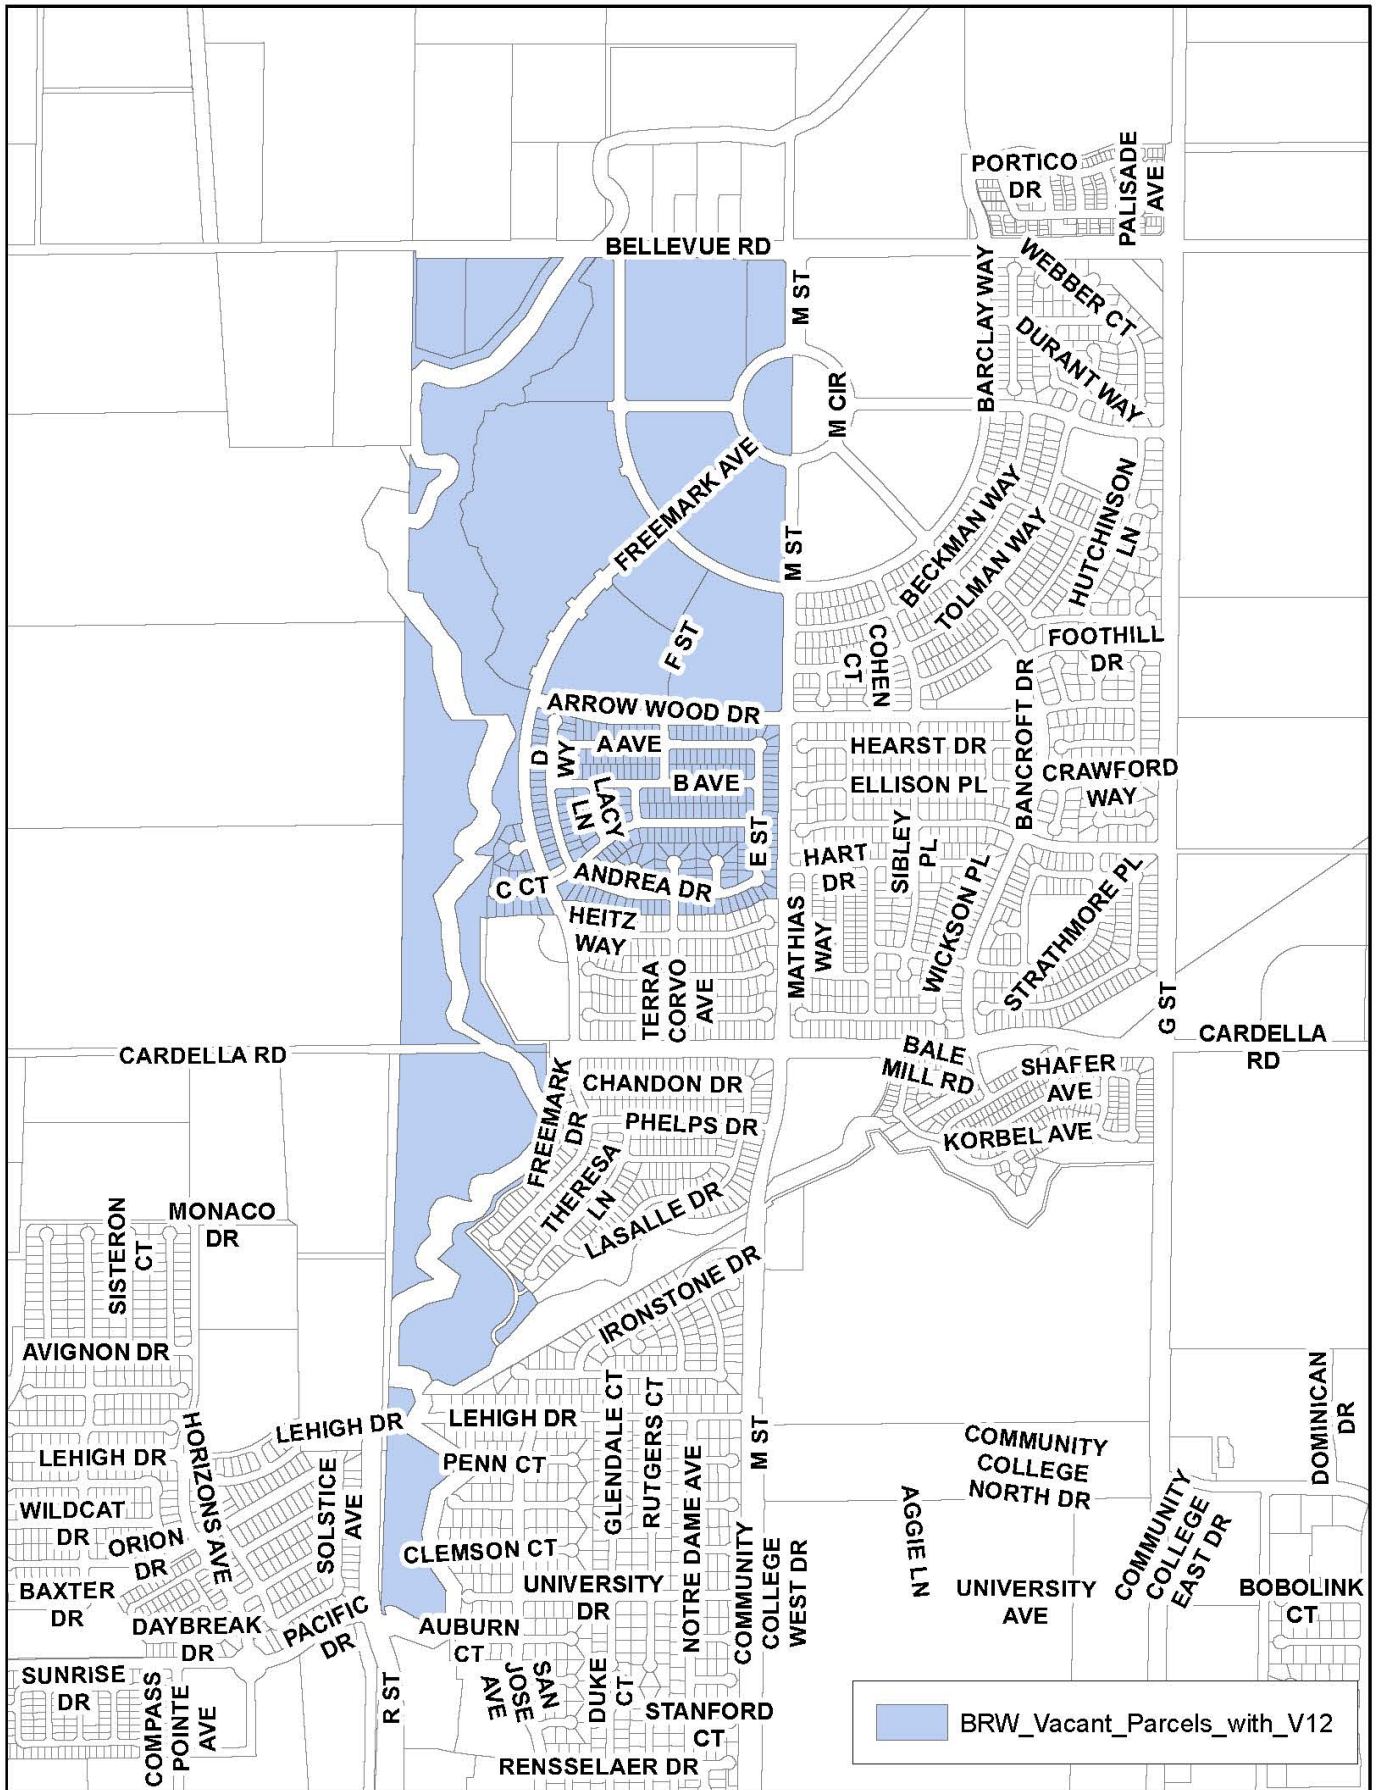 PORTICO
DR
PALISADE
AVE
BELLEVUE RD
M ST
BARCLAY WAY
WEBBER CT
DURANT WAY
M CIR
FREEMARK AVE
M ST
BECKMAN WAY
TOLMAN WAY
HUTCHINSON
LN
F ST
COHEN
CT
FOOTHILL
DR
ARROW WOOD DR
BANCROFT DR
D
WY
A AVE
HEARST DR
B AVE
ELLISON PL
CRAWFORD
WAY
LACY
LN
E ST
HART
DR
SIBLEY
PL
WICKSON PL
STRATHMORE PL
C CT
ANDREA DR
HEITZ
WAY
MATHIAS
WAY
TERRA
CORVO
AVE
G ST
CARDELLA RD
CARDELLA
RD
BALE
MILL RD
SHAFER
AVE
FREEMARK
DR
CHANDON DR
PHELPS DR
KORBEL AVE
THERESA
LN
LASALLE DR
SISTERON
CT
MONACO
DR
IRONSTONE DR
AVIGNON DR
DOMINICAN
DR
GLENDALE CT
RUTGERS CT
LEHIGH DR
LEHIGH DR
M ST
HORIZONS AVE
LEHIGH DR
PENN CT
COMMUNITY
COLLEGE
NORTH DR
SOLSTICE
AVE
NOTRE DAME AVE
WILDCAT
DR
ORION
DR
CLEMSON CT
COMMUNITY
COLLEGE
WEST DR
AGGIE LN
COMMUNITY
COLLEGE
EAST DR
BAXTER
DR
UNIVERSITY
DR
UNIVERSITY
AVE
BOBOLINK
CT
DAYBREAK
DR
PACIFIC
DR
AUBURN
CT
SUNRISE
DR
COMPASS
POINTE
AVE
R ST
SAN
JOSE
AVE
DUKE
CT
STANFORD
CT
RENSSELAER DR
BRW_Vacant_Parcels_with_V12